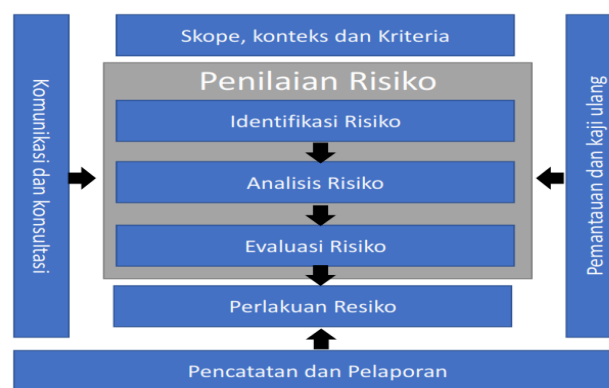 Skope, konteks dan Kriteria
Komunikasi dan konsultasi
Penilaian Risiko
Identifikasi Risiko
Analisis Risiko
Evaluasi Risiko
Perlakuan Resiko
Pemantauan dan kaji ulang
Pencatatan dan Pelaporan